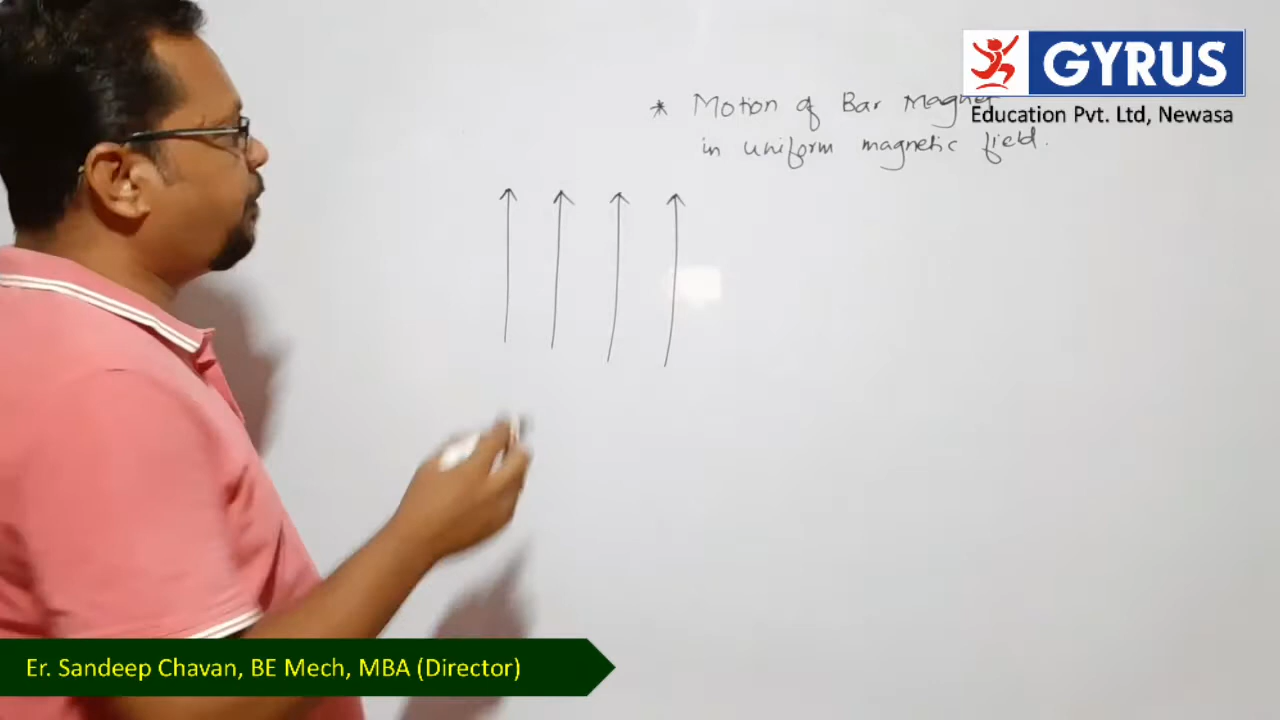 GYRUS
Education Pvt. Ltd, Newasa
* Motion of Bar Magnet
in uniform magnetic field.
Er. Sandeep Chavan, BE Mech, MBA (Director)